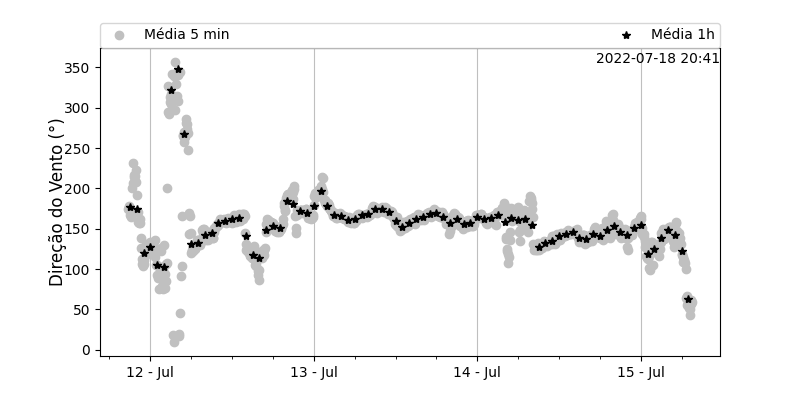 Média 5 min
Média 1h
2022-07-18 20:41
Direção do Vento (°)
350
300
250
200
150
100
50
0
12 - Jul
13 - Jul
14 - Jul
15 - Jul